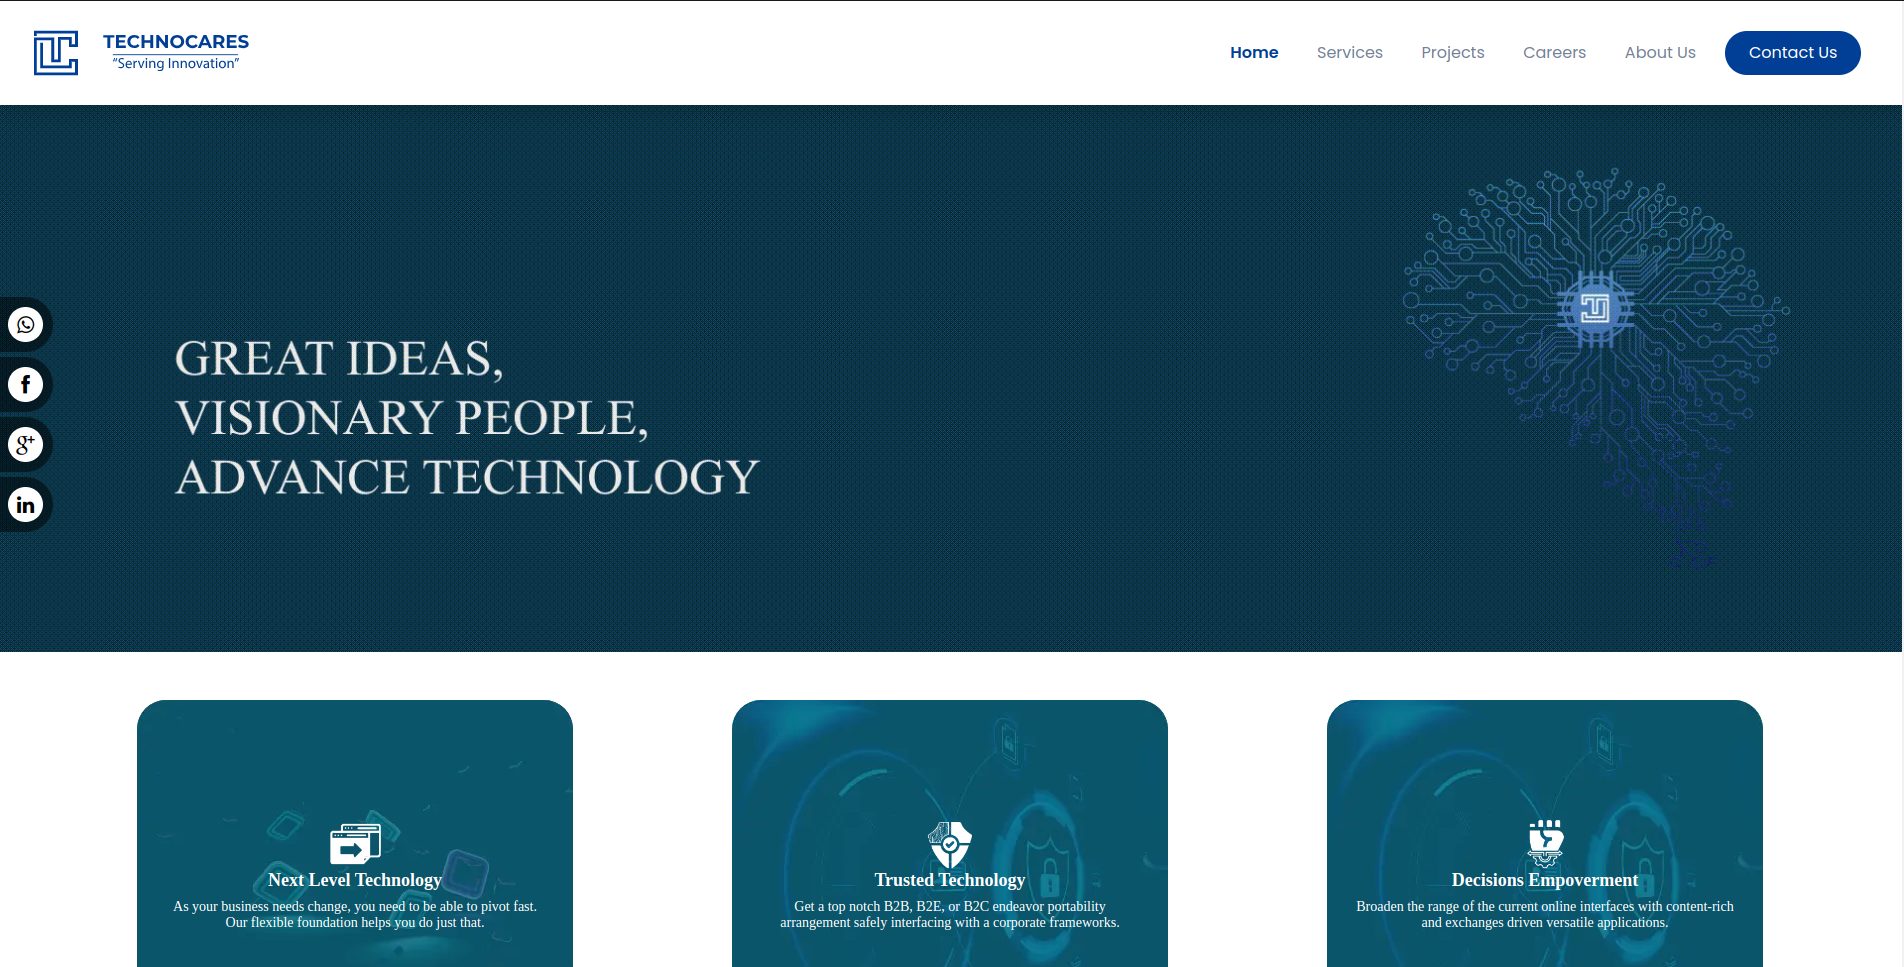 TECHNOCARES
“Serving Innovation”
Home Services Projects Careers About Us Contact Us
GREAT IDEAS,
VISIONARY PEOPLE,
ADVANCE TECHNOLOGY
Next Level Technology
As your business needs change, you need to be able to pivot fast.
Our flexible foundation helps you do just that.
Trusted Technology
Get a top notch B2B, B2E, or B2C endeavor portability
arrangement safely interfacing with a corporate frameworks.
Decisions Empoverment
Broaden the range of the current online interfaces with content-rich
and exchanges driven versatile applications.